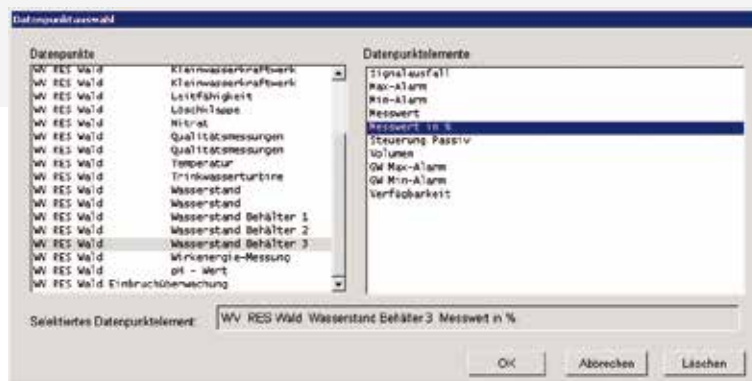 Datenpunktauswahl
Datenpunkte
WV RES Wald Kleinwasserkraftwerk
WV RES Wald Kleinwasserkraftwerk
WV RES Wald Leitfähigkeit
WV RES Wald Löschklappe
WV RES Wald Nitrat
WV RES Wald Qualitätsmessungen
WV RES Wald Qualitätsmessungen
WV RES Wald Temperatur
WV RES Wald Trinkwasserturbine
WV RES Wald Wasserstand
WV RES Wald Wasserstand
WV RES Wald Wasserstand Behälter 1
WV RES Wald Wasserstand Behälter 2
WV RES Wald Wasserstand Behälter 3
WV RES Wald Wirkenergie-Messung
WV RES Wald pH - Wert
WV RES Wald Einbruchüberwachung
Datenpunktelemente
Signalausfall
Max-Alarm
Min-Alarm
Messwert
Messwert in %
Steuerung Passiv
Volumen
GW Max-Alarm
GW Min-Alarm
Verfügbarkeit
Selektiertes Datenpunktelement: WV RES Wald Wasserstand Behälter 3 Messwert in %
OK Abbrechen Löschen